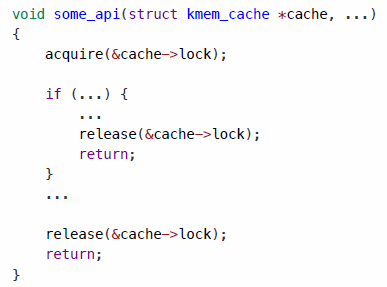 void some_api(struct kmem_cache *cache, ...)
{
    acquire(&cache->lock);

    if (...) {
        ...
        release(&cache->lock);
        return;
    }
    ...

    release(&cache->lock);
    return;
}